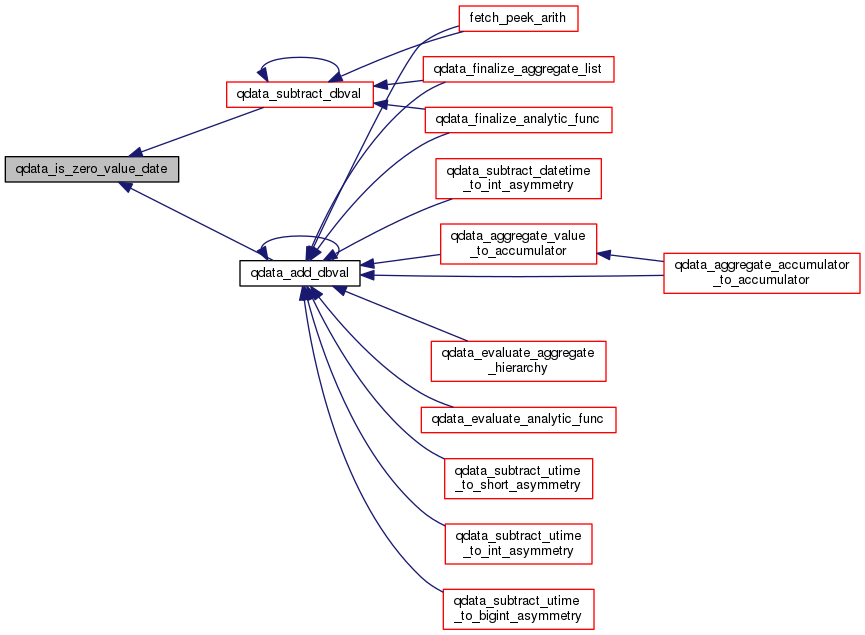 fetch_peek_arith
qdata_finalize_aggregate_list
qdata_subtract_dbval
qdata_finalize_analytic_func
qdata_is_zero_value_date
qdata_subtract_datetime
_to_int_asymmetry
qdata_aggregate_value
_to_accumulator
qdata_add_dbval
qdata_aggregate_accumulator
_to_accumulator
qdata_evaluate_aggregate
_hierarchy
qdata_evaluate_analytic_func
qdata_subtract_utime
_to_short_asymmetry
qdata_subtract_utime
_to_int_asymmetry
qdata_subtract_utime
_to_bigint_asymmetry